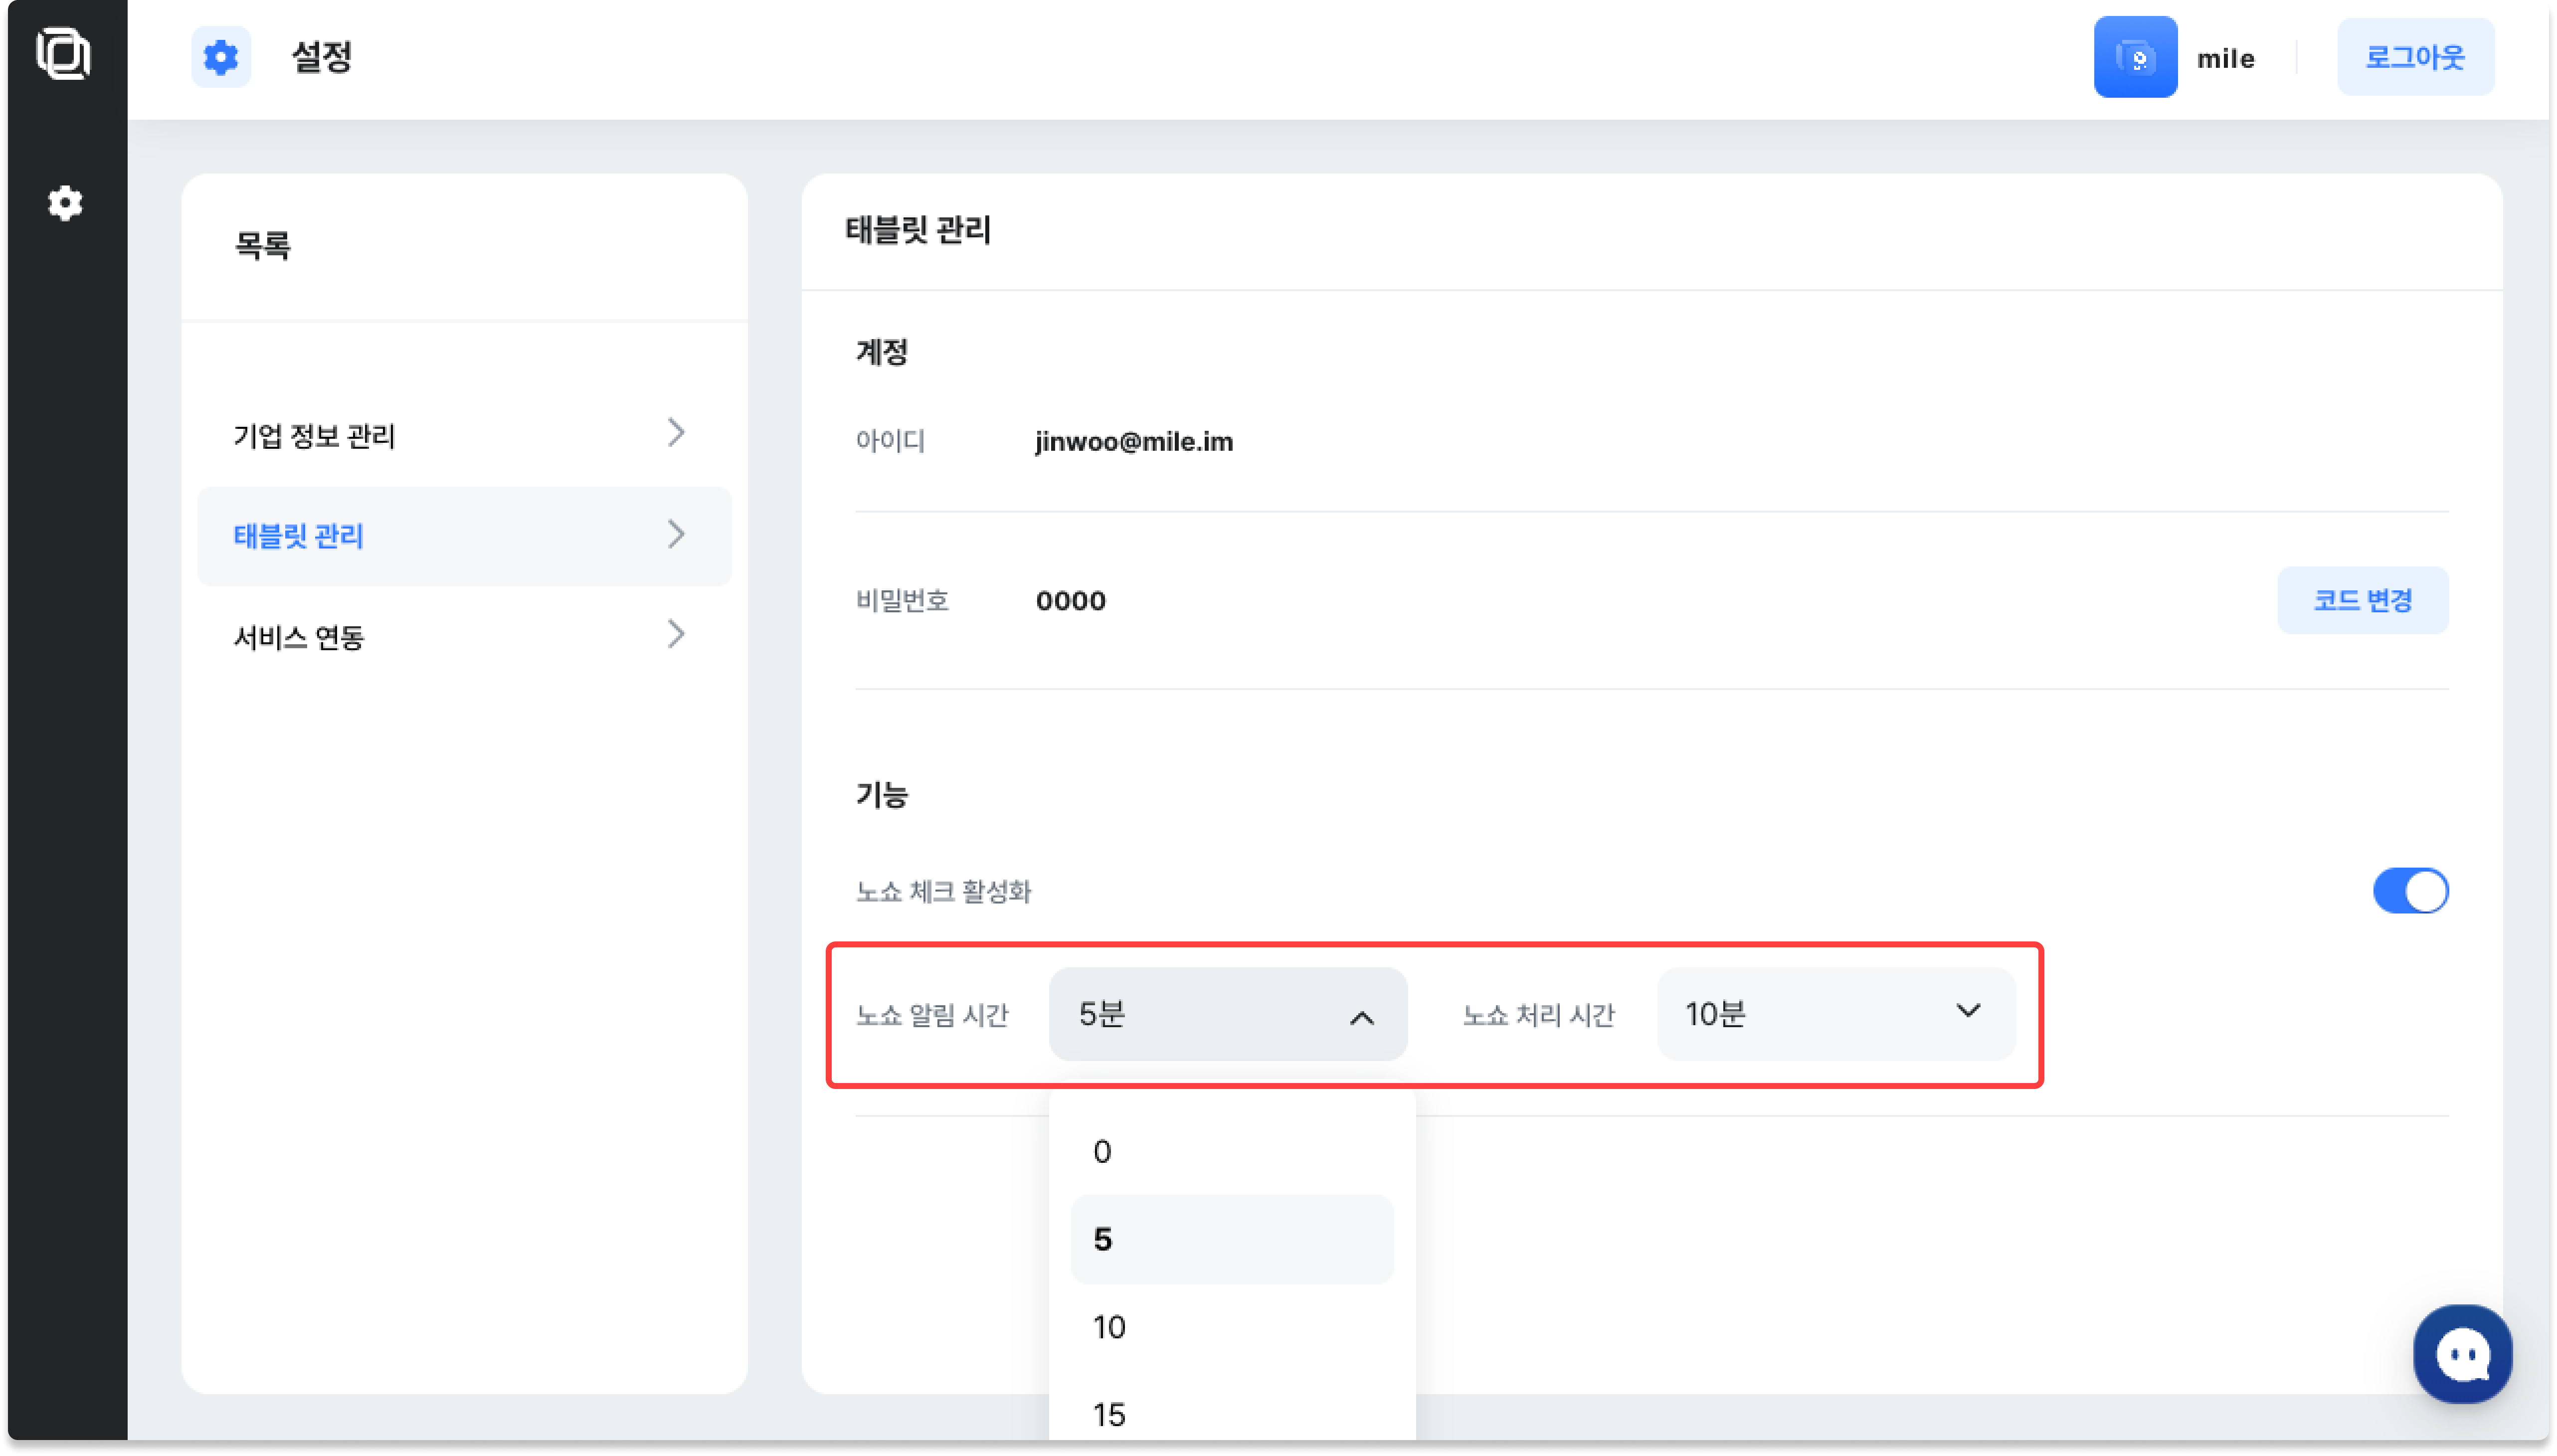 설정
mile
로그아웃
목록
기업 정보 관리
태블릿 관리
서비스 연동
태블릿 관리
계정
아이디 jinwoo@mile.im
비밀번호 0000 코드 변경
기능
노쇼 체크 활성화
노쇼 알림 시간 5분 노쇼 처리 시간 10분
0
5
10
15